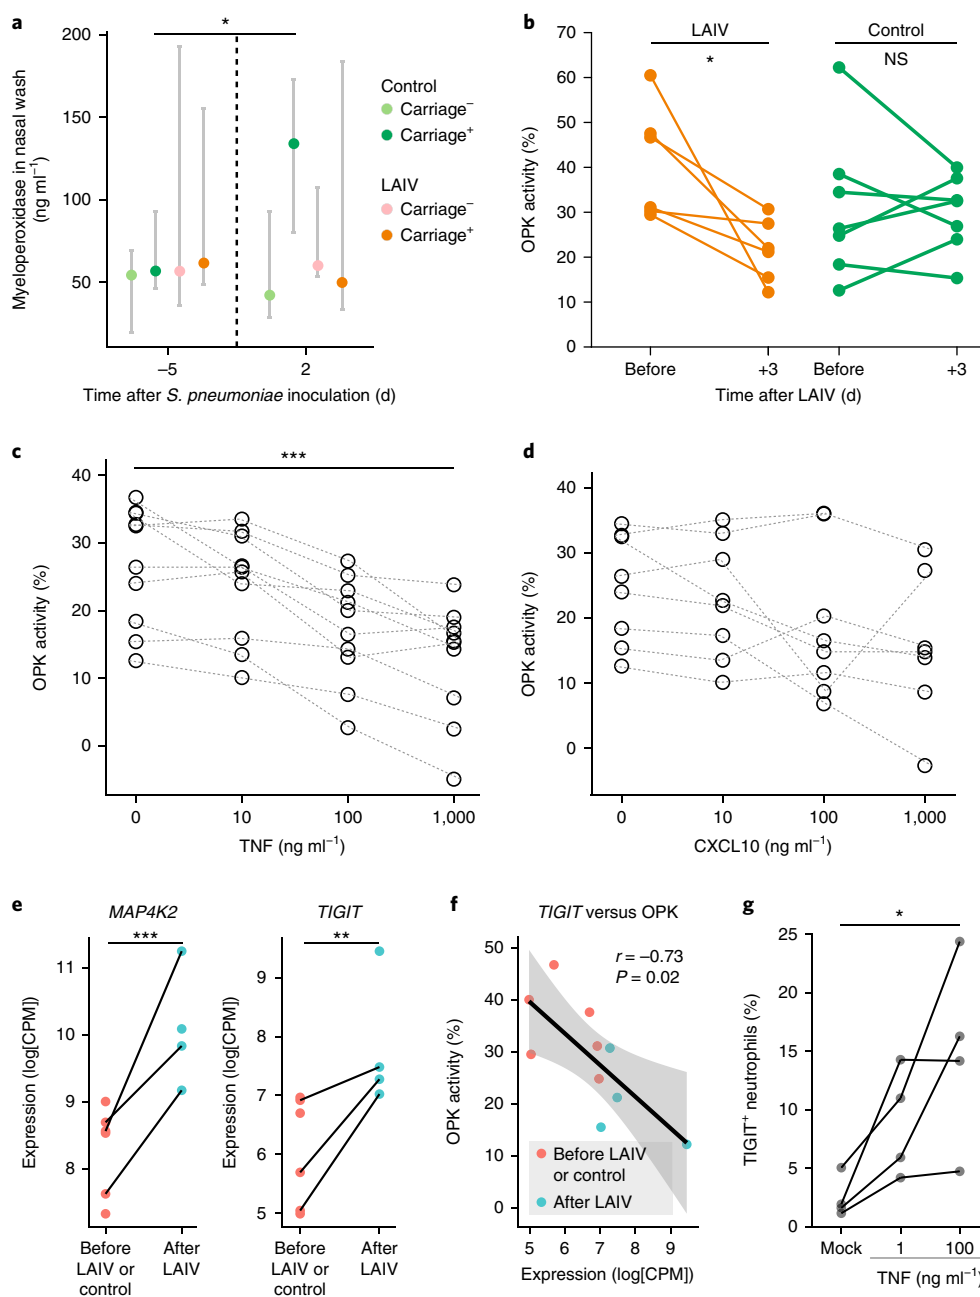 a
*
200
150
100
50
Myeloperoxidase in nasal wash
(ng ml−1)
–5
2
Time after S. pneumoniae inoculation (d)
Control
Carriage−
Carriage+
LAIV
Carriage−
Carriage+
b
LAIV
Control
*
NS
70
60
50
40
30
20
10
0
OPK activity (%)
Before
+3
Before
+3
Time after LAIV (d)
c
***
40
30
20
10
0
OPK activity (%)
0
10
100
1,000
TNF (ng ml−1)
d
40
30
20
10
0
OPK activity (%)
0
10
100
1,000
CXCL10 (ng ml−1)
e
MAP4K2
***
11
10
9
8
Expression (log[CPM])
Before
LAIV or
control
After
LAIV
TIGIT
**
9
8
7
6
5
Expression (log[CPM])
Before
LAIV or
control
After
LAIV
f
TIGIT versus OPK
r = –0.73
P = 0.02
50
40
30
20
10
0
OPK activity (%)
Before LAIV
or control
After LAIV
5
6
7
8
9
Expression (log[CPM])
g
*
25
20
15
10
5
0
TIGIT+ neutrophils (%)
Mock
1
100
TNF (ng ml−1)